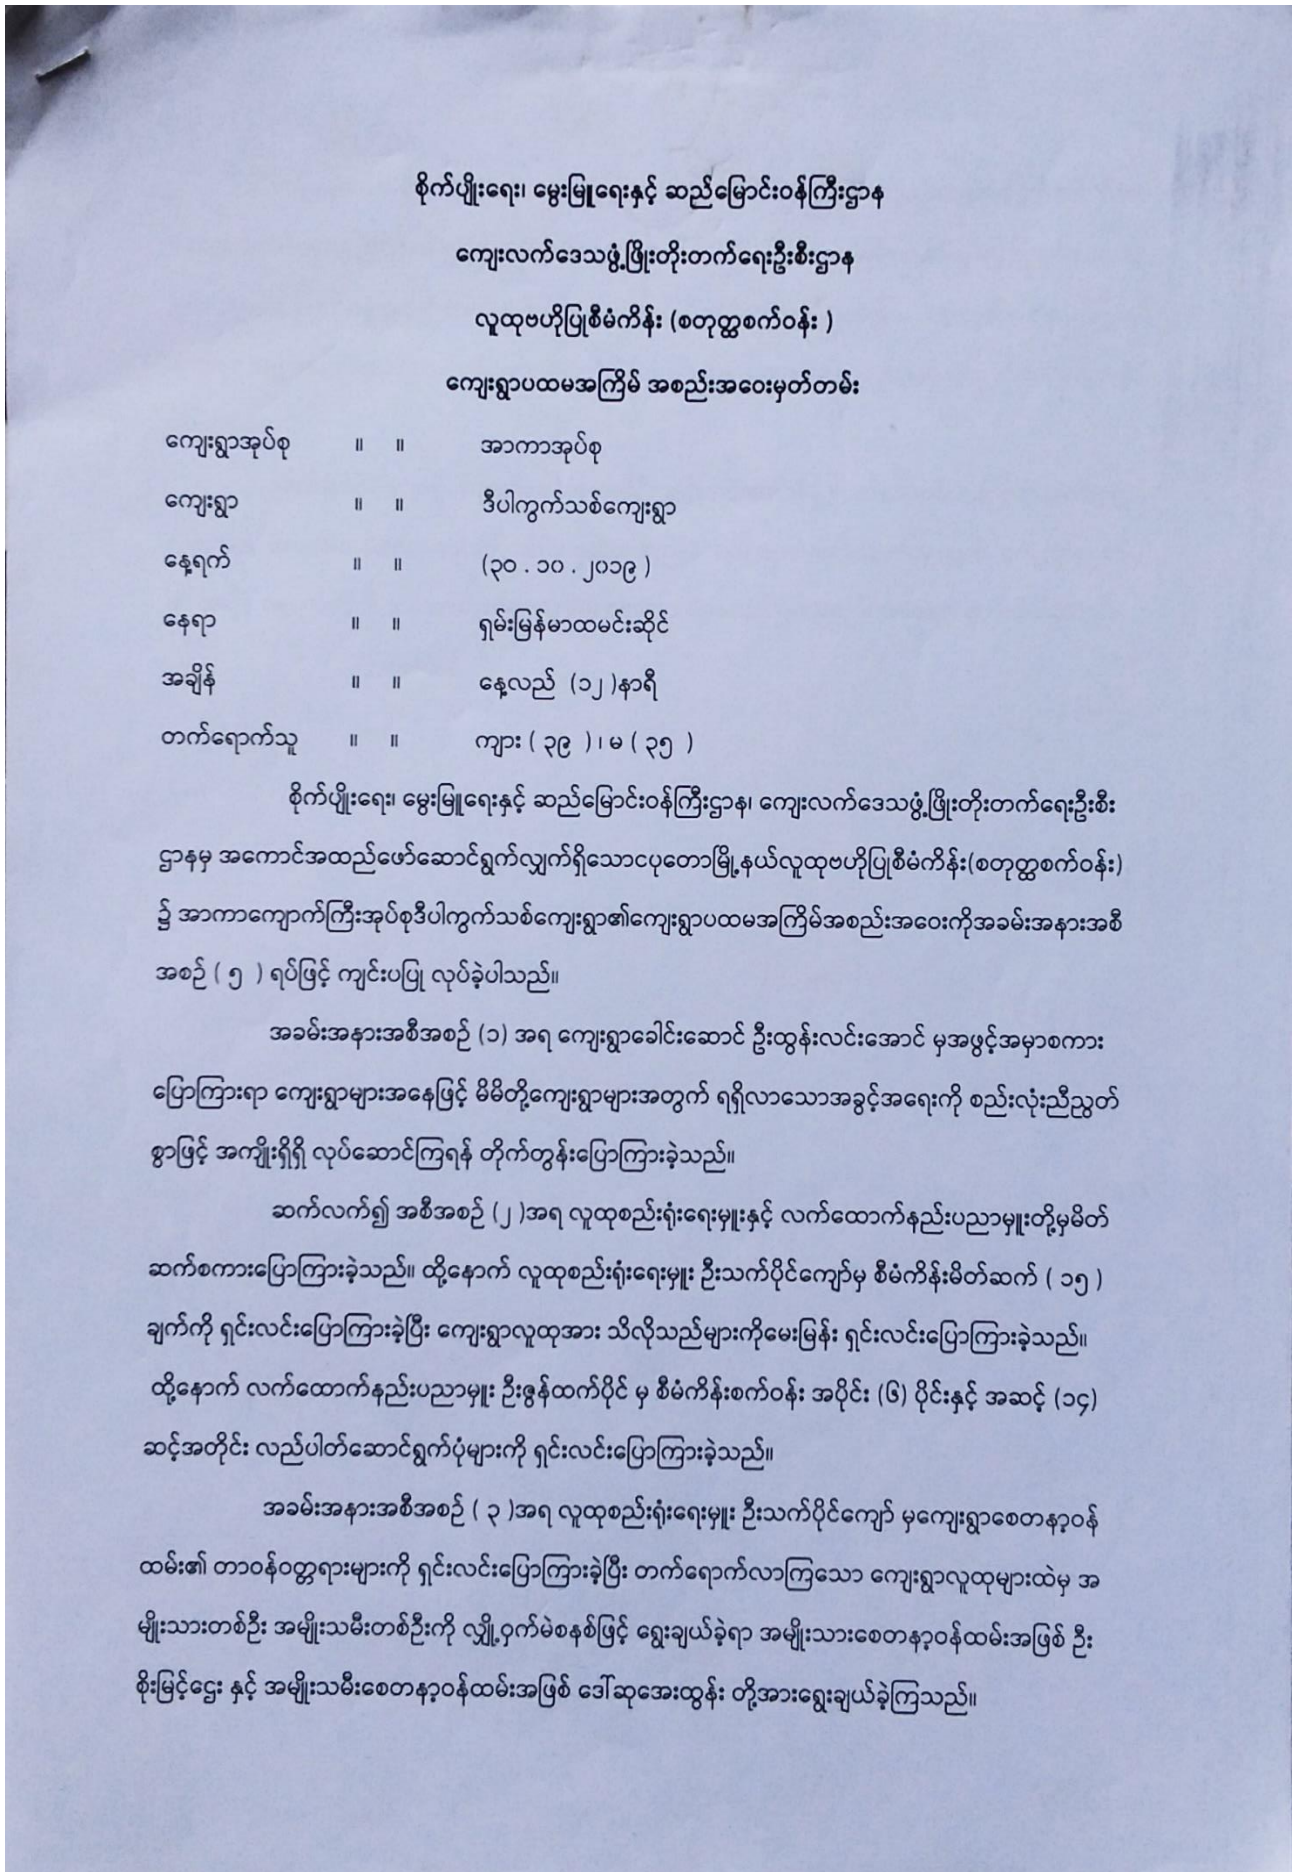 စိုက်ပျိုးရေး၊ မွေးမြူရေးနှင့် ဆည်မြောင်းဝန်ကြီးဌာန
ကျေးလက်ဒေသဖွံ့ဖြိုးတိုးတက်ရေးဦးစီးဌာန
လူထုဗဟိုပြုစီမံကိန်း (စတုတ္ထစက်ဝန်း )
ကျေးရွာပထမအကြိမ် အစည်းအဝေးမှတ်တမ်း
ကျေးရွာအုပ်စု ။ ။ အာကာအုပ်စု
ကျေးရွာ ။ ။ ဒီပါကွက်သစ်ကျေးရွာ
နေ့ရက် ။ ။ (၃၀ . ၁၀ . ၂၀၁၉ )
နေရာ ။ ။ ရှမ်းမြန်မာထမင်းဆိုင်
အချိန် ။ ။ နေ့လည် (၁၂ )နာရီ
တက်ရောက်သူ ။ ။ ကျား ( ၃၉ ) ၊ မ ( ၃၅ )
စိုက်ပျိုးရေး၊ မွေးမြူရေးနှင့် ဆည်မြောင်းဝန်ကြီးဌာန၊ ကျေးလက်ဒေသဖွံ့ဖြိုးတိုးတက်ရေးဦးစီး
ဌာနမှ အကောင်အထည်ဖော်ဆောင်ရွက်လျှက်ရှိသောငပုတောမြို့နယ်လူထုဗဟိုပြုစီမံကိန်း(စတုတ္ထစက်ဝန်း)
၌ အာကာကျောက်ကြီးအုပ်စုဒီပါကွက်သစ်ကျေးရွာ၏ကျေးရွာပထမအကြိမ်အစည်းအဝေးကိုအခမ်းအနားအစီ
အစဉ် ( ၅ ) ရပ်ဖြင့် ကျင်းပပြု လုပ်ခဲ့ပါသည်။
အခမ်းအနားအစီအစဉ် (၁) အရ ကျေးရွာခေါင်းဆောင် ဦးထွန်းလင်းအောင် မှအဖွင့်အမှာစကား
ပြောကြားရာ ကျေးရွာများအနေဖြင့် မိမိတို့ကျေးရွာများအတွက် ရရှိလာသောအခွင့်အရေးကို စည်းလုံးညီညွတ်
စွာဖြင့် အကျိုးရှိရှိ လုပ်ဆောင်ကြရန် တိုက်တွန်းပြောကြားခဲ့သည်။
ဆက်လက်၍ အစီအစဉ် (၂ )အရ လူထုစည်းရုံးရေးမှူးနှင့် လက်ထောက်နည်းပညာမှူးတို့မှမိတ်
ဆက်စကားပြောကြားခဲ့သည်။ ထို့နောက် လူထုစည်းရုံးရေးမှူး ဦးသက်ပိုင်ကျော်မှ စီမံကိန်းမိတ်ဆက် ( ၁၅ )
ချက်ကို ရှင်းလင်းပြောကြားခဲ့ပြီး ကျေးရွာလူထုအား သိလိုသည်များကိုမေးမြန်း ရှင်းလင်းပြောကြားခဲ့သည်။
ထို့နောက် လက်ထောက်နည်းပညာမှူး ဦးဇွန်ထက်ပိုင် မှ စီမံကိန်းစက်ဝန်း အပိုင်း (၆) ပိုင်းနှင့် အဆင့် (၁၄)
ဆင့်အတိုင်း လည်ပါတ်ဆောင်ရွက်ပုံများကို ရှင်းလင်းပြောကြားခဲ့သည်။
အခမ်းအနားအစီအစဉ် ( ၃ )အရ လူထုစည်းရုံးရေးမှူး ဦးသက်ပိုင်ကျော် မှကျေးရွာစေတနာ့ဝန်
ထမ်း၏ တာဝန်ဝတ္တရားများကို ရှင်းလင်းပြောကြားခဲ့ပြီး တက်ရောက်လာကြသော ကျေးရွာလူထုများထဲမှ အ
မျိုးသားတစ်ဦး အမျိုးသမီးတစ်ဦးကို လျှို့ဝှက်မဲစနစ်ဖြင့် ရွေးချယ်ခဲ့ရာ အမျိုးသားစေတနာ့ဝန်ထမ်းအဖြစ် ဦး
စိုးမြင့်ဌေး နှင့် အမျိုးသမီးစေတနာ့ဝန်ထမ်းအဖြစ် ဒေါ်ဆုအေးထွန်း တို့အားရွေးချယ်ခဲ့ကြသည်။